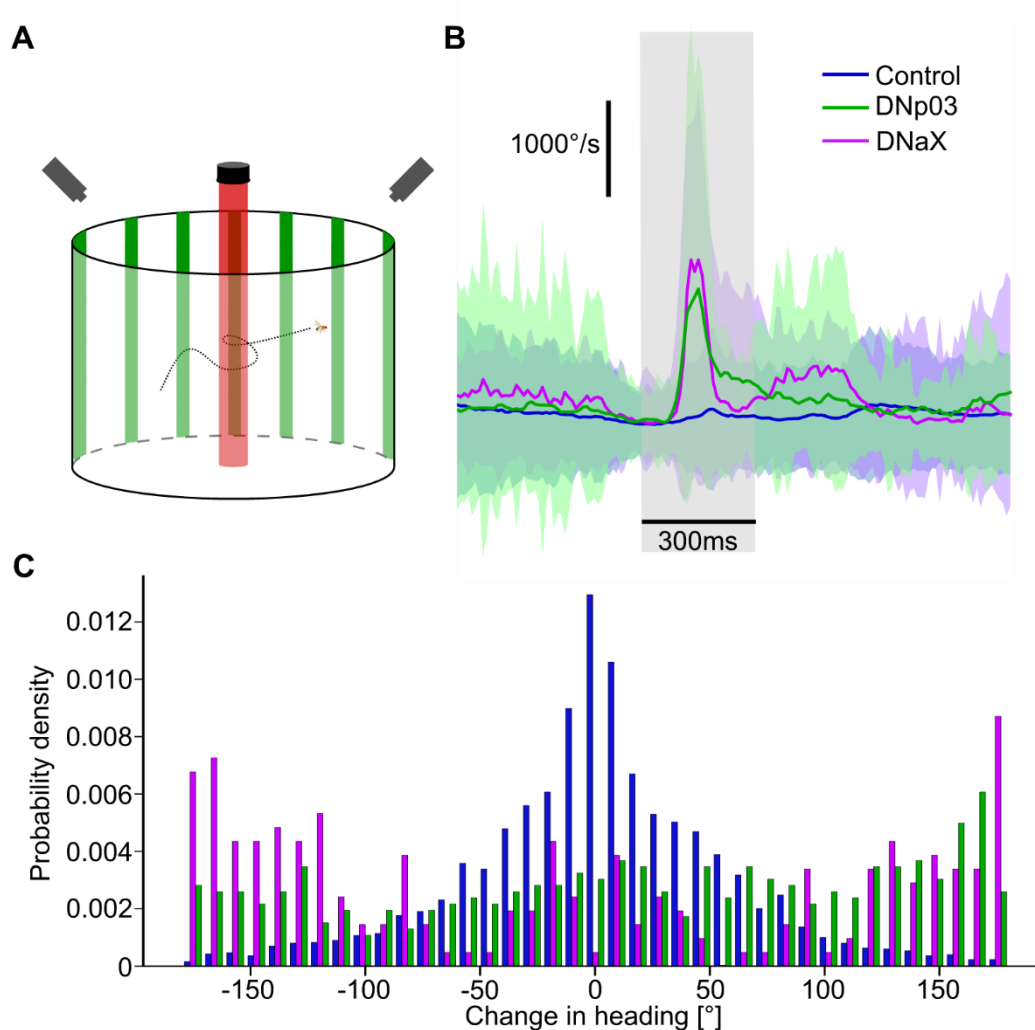 A
B
Control
DNp03
DNaX
1000°/s
300ms
C
Probability density
0.012
0.010
0.008
0.006
0.004
0.002
0
-150 -100 -50 0 50 100 150
Change in heading [°]